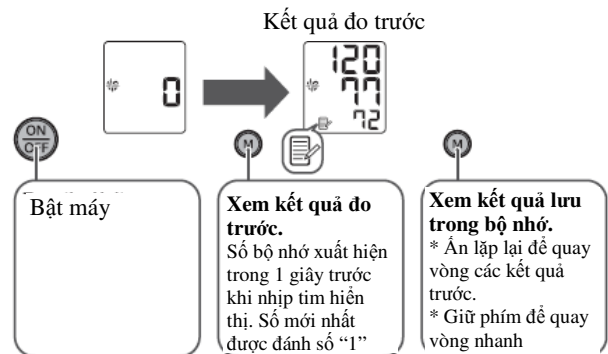 Kết quả đo trước
0
120
77
72
ON
OFF
M
M
Bật máy
Xem kết quả đo
trước.
Số bộ nhớ xuất hiện
trong 1 giây trước
khi nhịp tim hiển
thị. Số mới nhất
được đánh số “1”
Xem kết quả lưu
trong bộ nhớ.
* Ấn lặp lại để quay
vòng các kết quả
trước.
* Giữ phím để quay
vòng nhanh